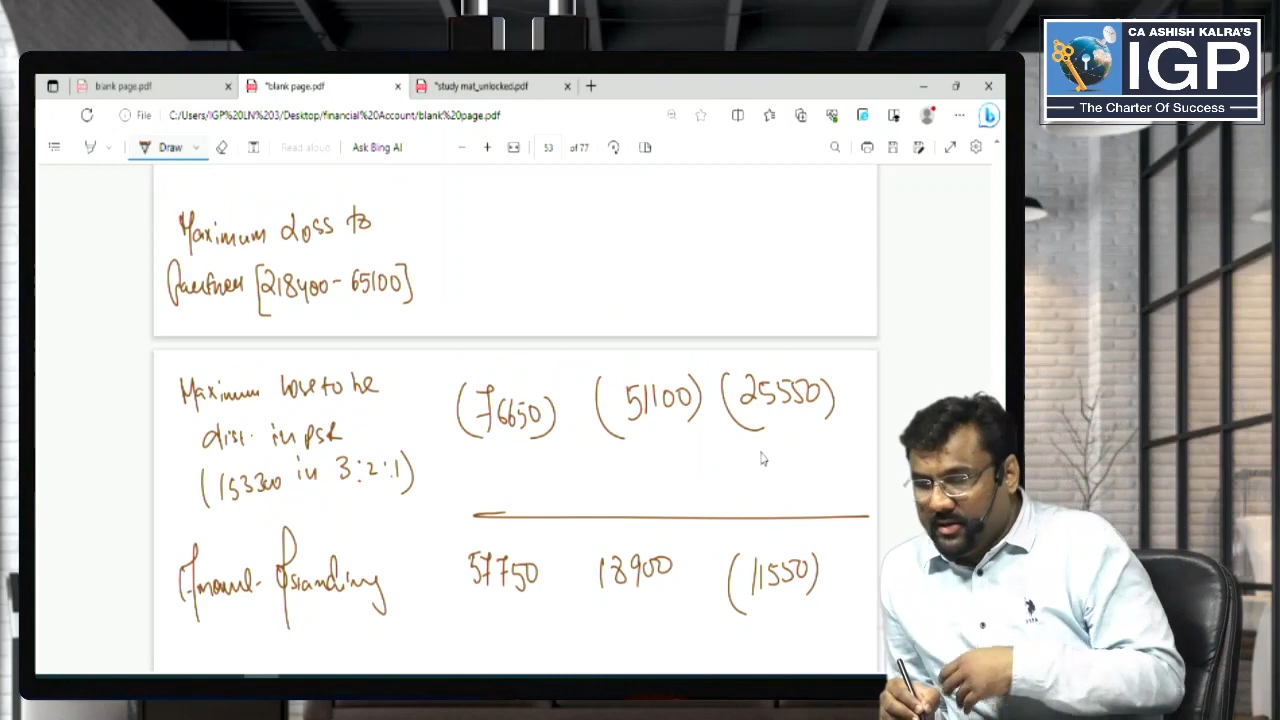 CA ASHISH KALRA'S
IGP
The Charter Of Success
blank page.pdf
*blank page.pdf
*study mat_unlocked.pdf
File
C:/Users/IGP%20LN%203/Desktop/financial%20Account/blank%20page.pdf
Draw
Read aloud
Ask Bing AI
53
of 77
Maximum Loss to
Partner [218400 - 65100]
Maximum loss to be
dist. in PSR
(153300 in 3:2:1)
(76650) (51100) (25550)
57750 18900 (11550)